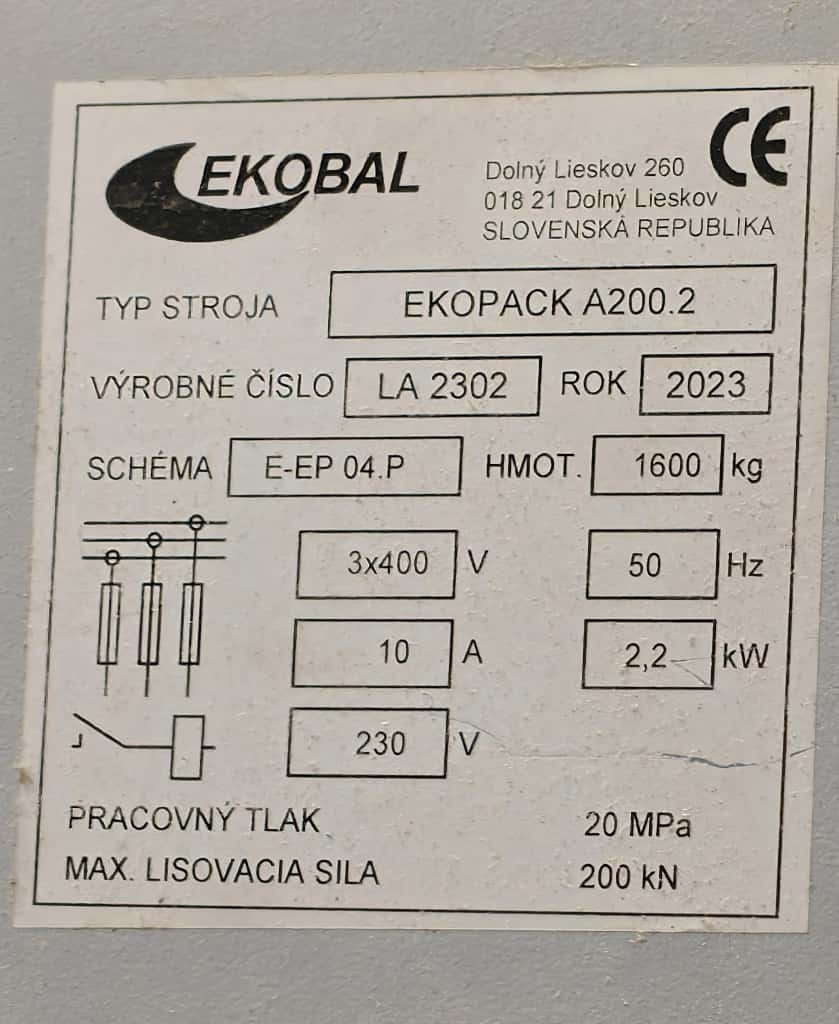 EKOBAL
CE
Dolný Lieskov 260
018 21 Dolný Lieskov
SLOVENSKÁ REPUBLIKA
TYP STROJA EKOPACK A200.2
VÝROBNÉ ČÍSLO LA 2302 ROK 2023
SCHÉMA E-EP 04.P HMOT. 1600 kg
3x400 V 50 Hz
10 A 2,2 kW
230 V
PRACOVNÝ TLAK 20 MPa
MAX. LISOVACIA SILA 200 kN